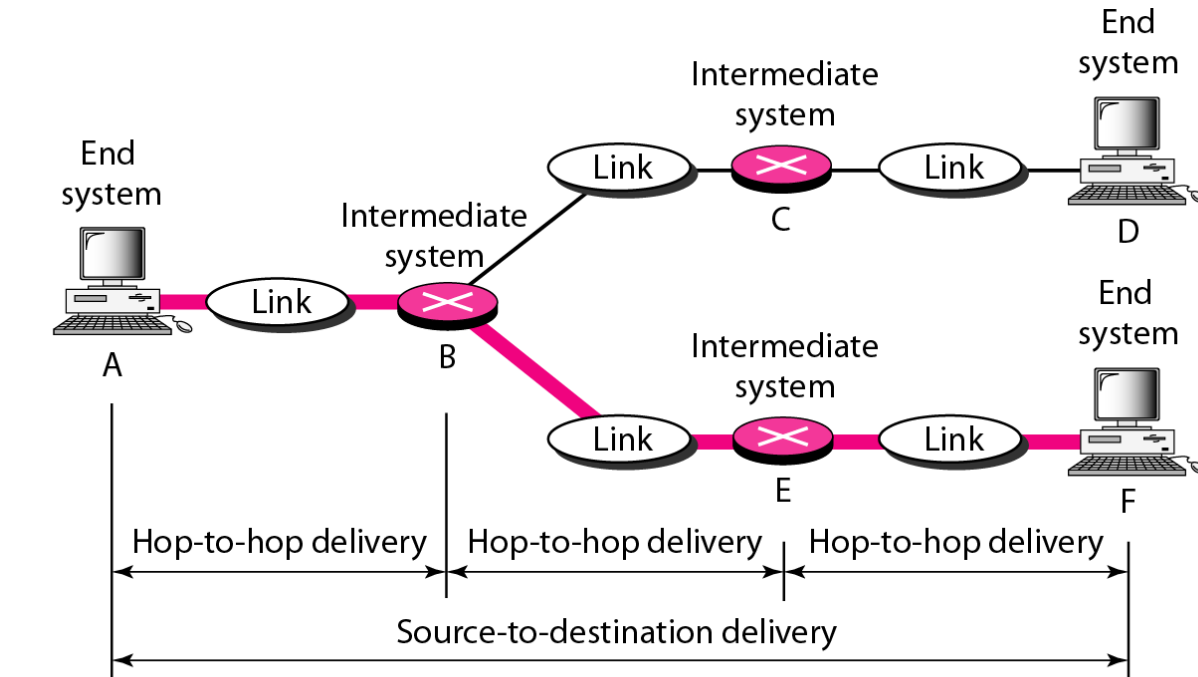 End
system
Intermediate
system
Link
Link
C
D
End
system
Intermediate
system
Link
A
B
End
system
Intermediate
system
Link
Link
E
F
Hop-to-hop delivery
Hop-to-hop delivery
Hop-to-hop delivery
Source-to-destination delivery